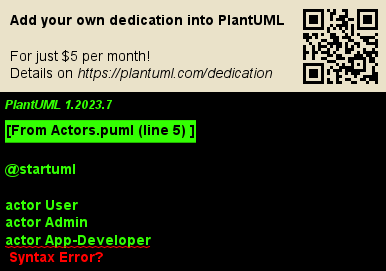 Add your own dedication into PlantUML
For just $5 per month!
Details on https://plantuml.com/dedication
PlantUML 1.2023.7
[From Actors.puml (line 5) ]
@startuml
actor User
actor Admin
actor App-Developer
Syntax Error?